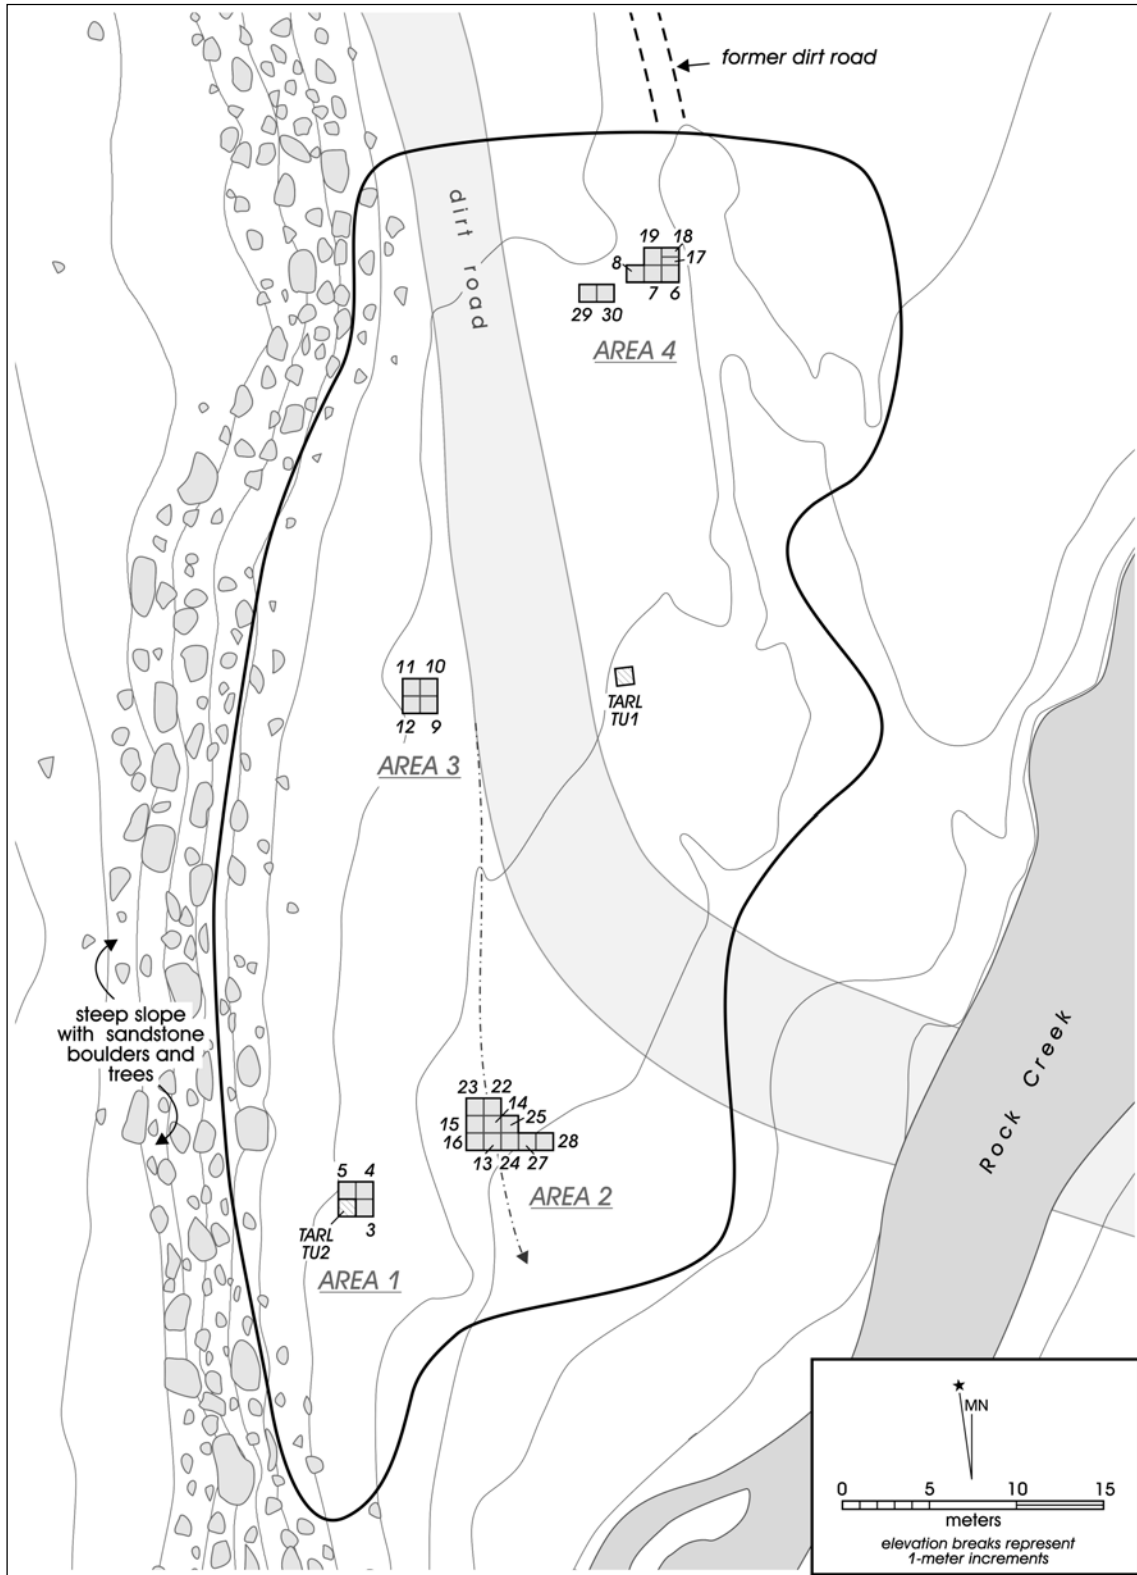 former dirt road
dirt road
19 18
8 17
7 6
29 30
AREA 4
11 10
12 9
AREA 3
TARL
TU1
steep slope
with sandstone
boulders and
trees
23 22
14
15 25
16 28
13 24 27
AREA 2
5 4
3
TARL
TU2
AREA 1
Rock Creek
MN
0 5 10 15
meters
elevation breaks represent
1-meter increments